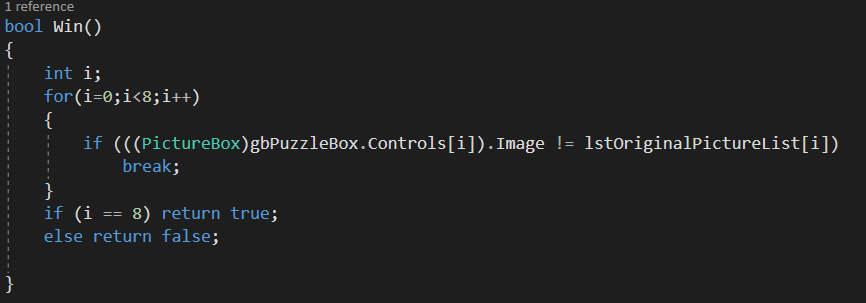 1 reference
bool Win()
{
int i;
for(i=0;i<8;i++)
{
if (((PictureBox)gbPuzzleBox.Controls[i]).Image != lstOriginalPictureList[i])
break;
}
if (i == 8) return true;
else return false;
}